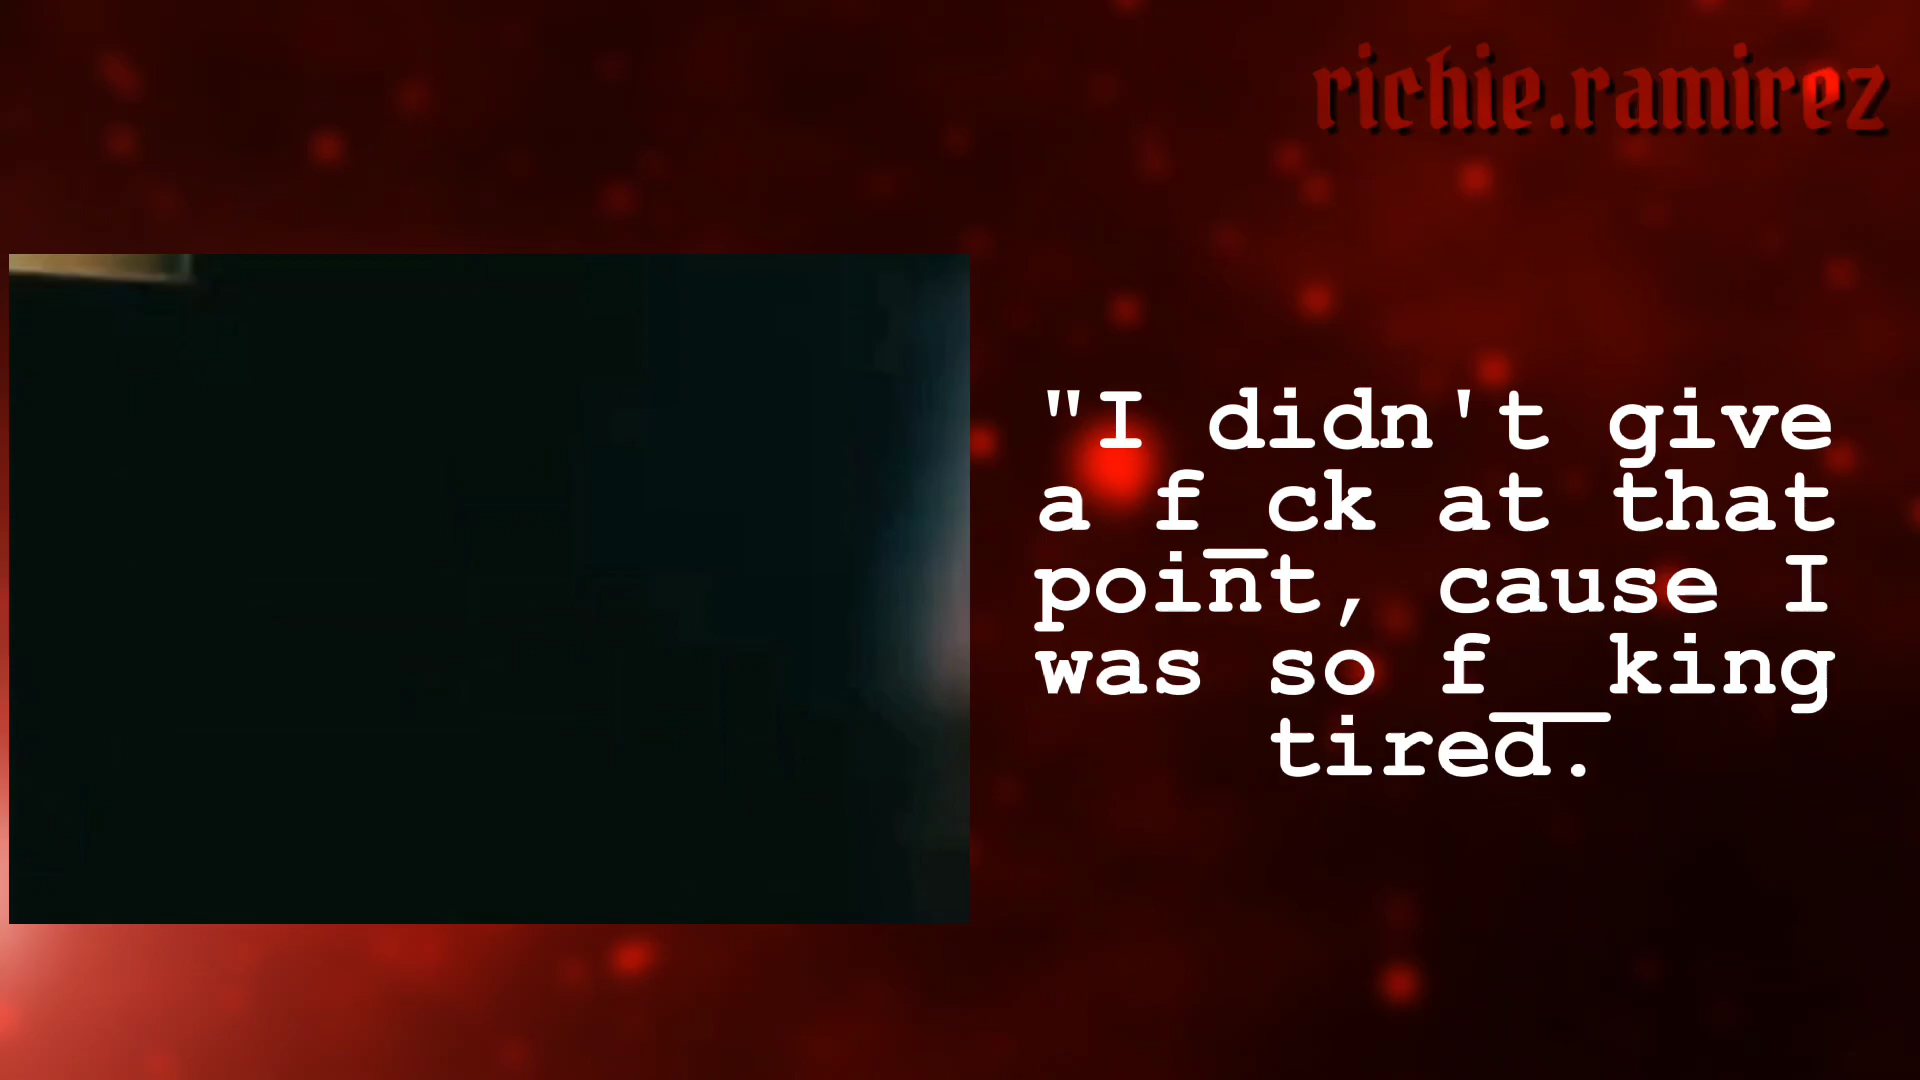 richie.ramirez
"I didn't give
a f_ck at that
point, cause I
was so f__king
tired.